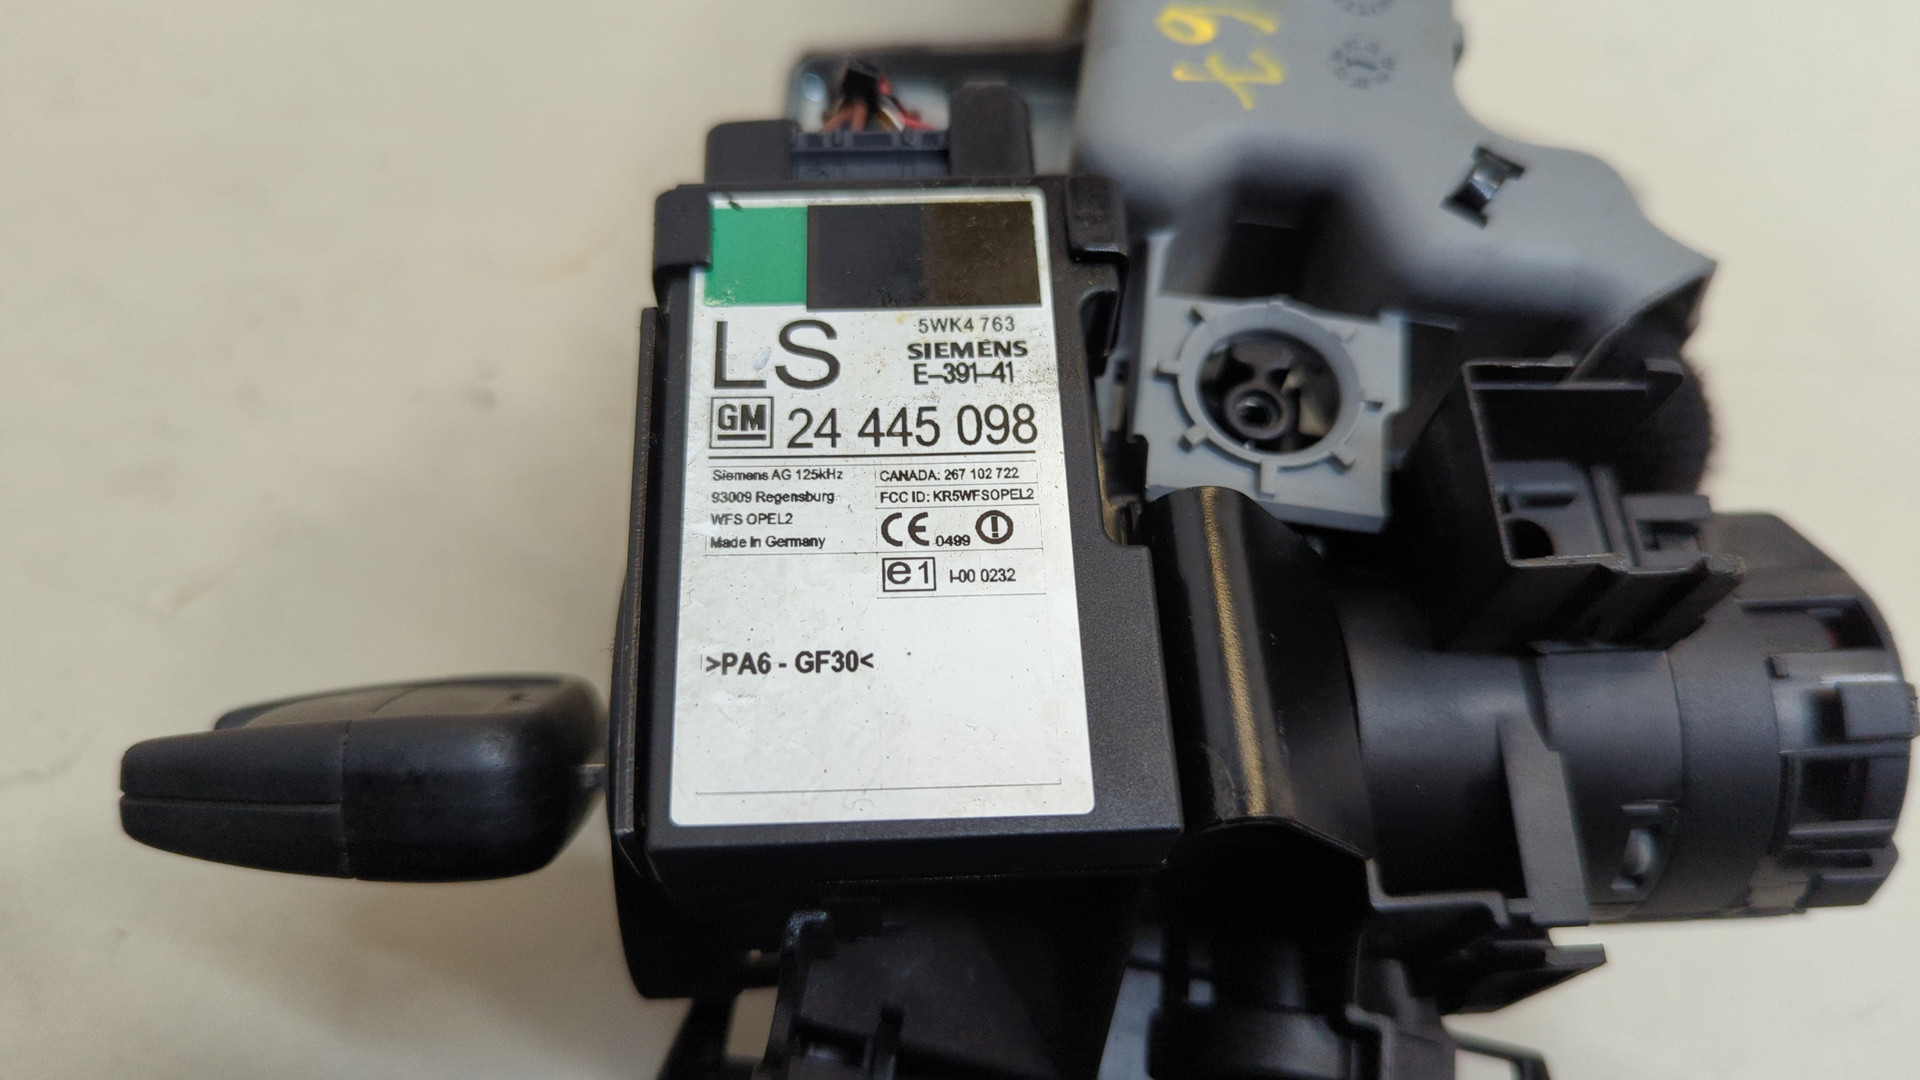 63
LS
5WK4 763
SIEMENS
E-391-41
GM 24 445 098
Siemens AG 125kHz
93009 Regensburg
WFS OPEL2
Made in Germany
CANADA: 267 102 722
FCC ID: KR5WFSOPEL2
CE 0499
e1 I-00 0232
>PA6 - GF30<